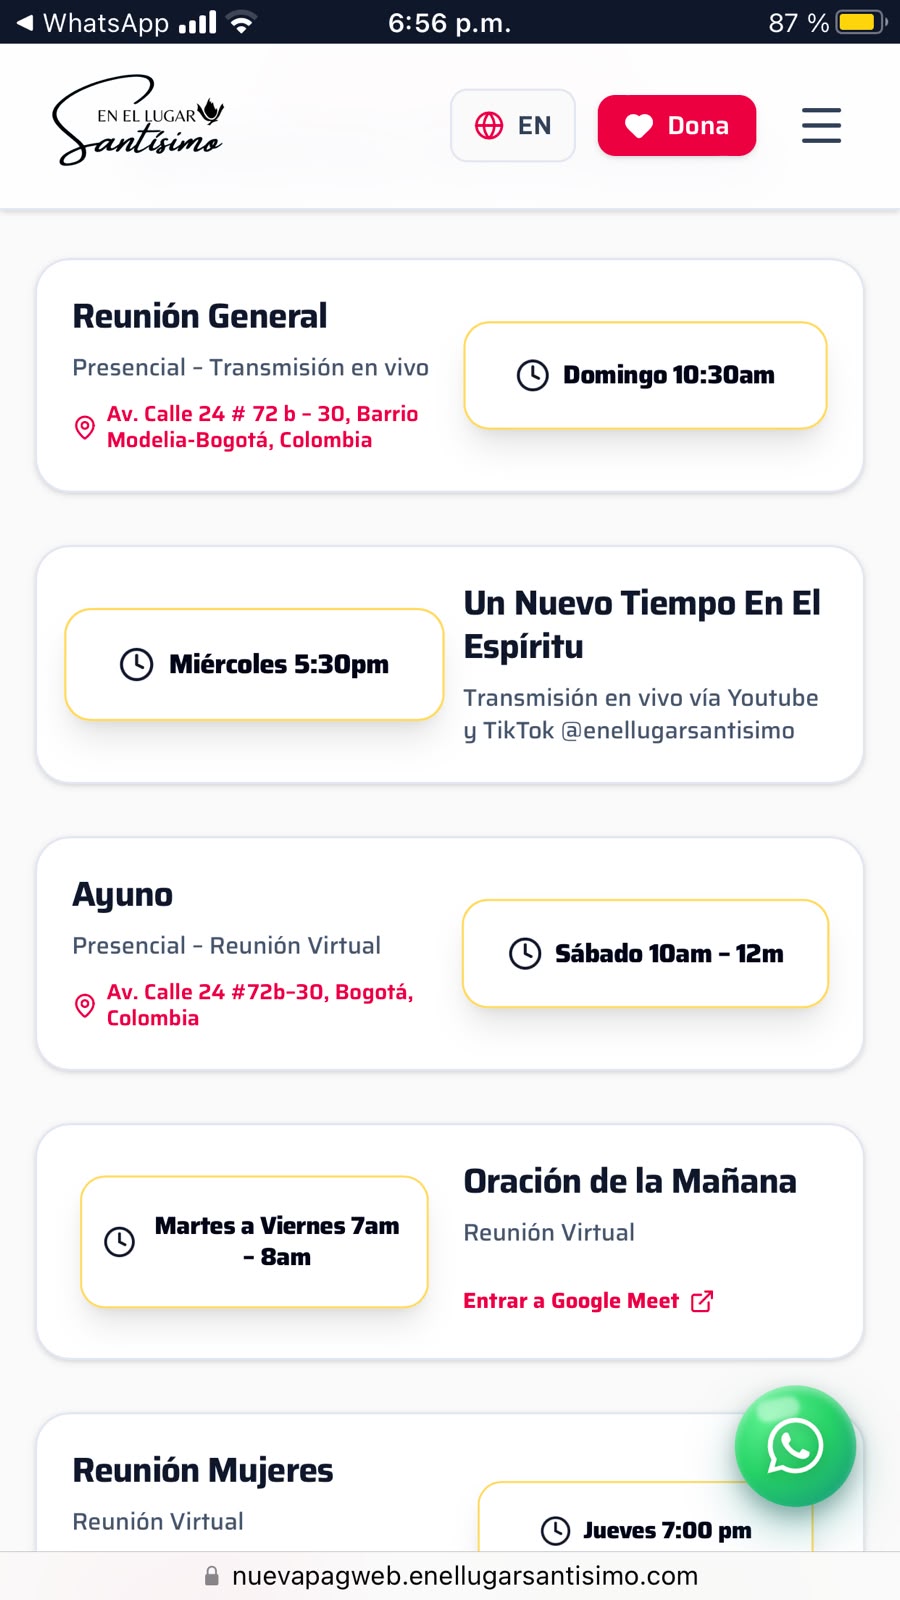 WhatsApp
6:56 p.m.
87 %
EN EL LUGAR
Santísimo
EN
Dona
Reunión General
Presencial – Transmisión en vivo
Av. Calle 24 # 72 b – 30, Barrio
Modelia-Bogotá, Colombia
Domingo 10:30am
Miércoles 5:30pm
Un Nuevo Tiempo En El
Espíritu
Transmisión en vivo vía Youtube
y TikTok @enellugarsantisimo
Ayuno
Presencial – Reunión Virtual
Av. Calle 24 #72b–30, Bogotá,
Colombia
Sábado 10am – 12m
Martes a Viernes 7am
– 8am
Oración de la Mañana
Reunión Virtual
Entrar a Google Meet
Reunión Mujeres
Reunión Virtual
Jueves 7:00 pm
nuevapagweb.enellugarsantisimo.com